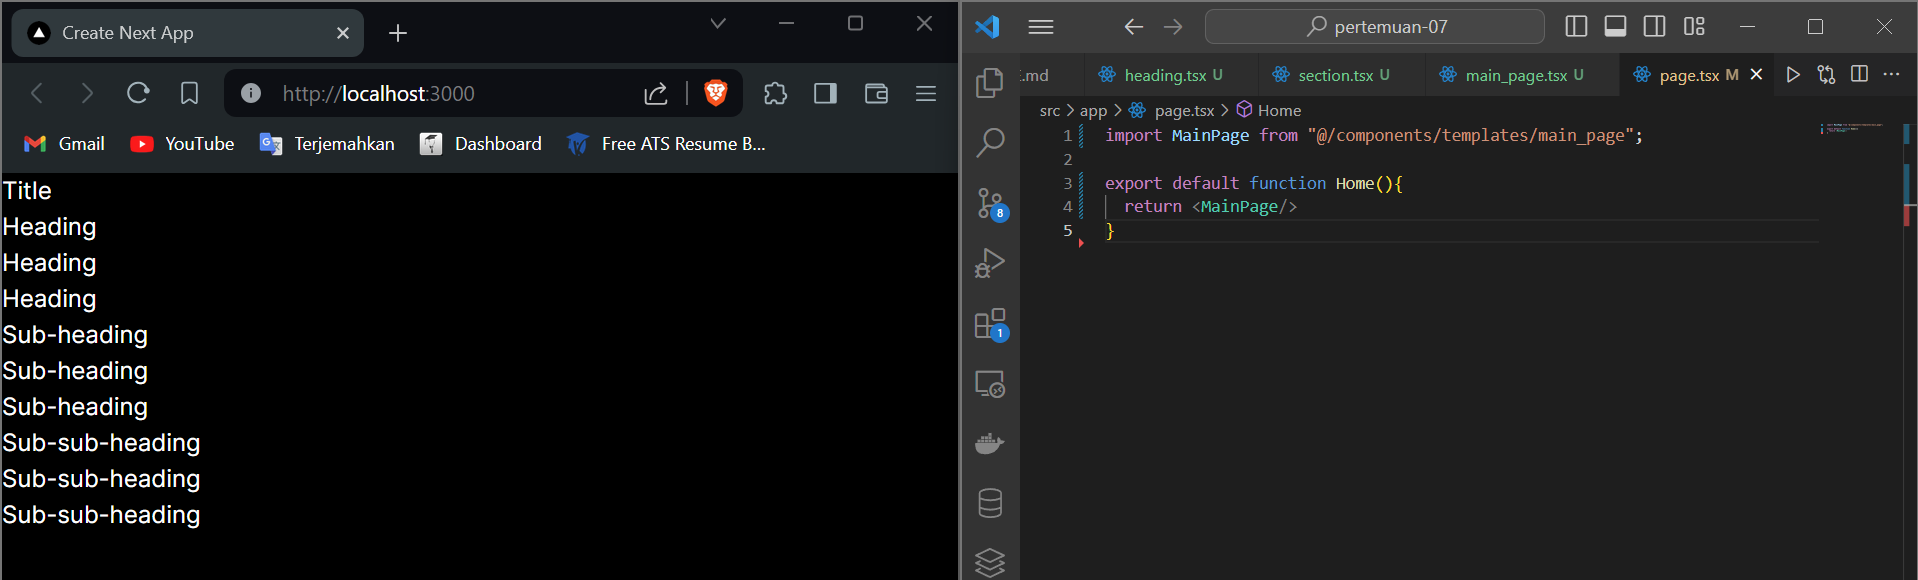 Create Next App
http://localhost:3000
Gmail
YouTube
Terjemahkan
Dashboard
Free ATS Resume B...
Title
Heading
Heading
Heading
Sub-heading
Sub-heading
Sub-heading
Sub-sub-heading
Sub-sub-heading
Sub-sub-heading
pertemuan-07
.md
heading.tsx U
section.tsx U
main_page.tsx U
page.tsx M
src > app > page.tsx > Home
1 import MainPage from "@/components/templates/main_page";
2
3 export default function Home(){
4 return <MainPage/>
5 }
8
1